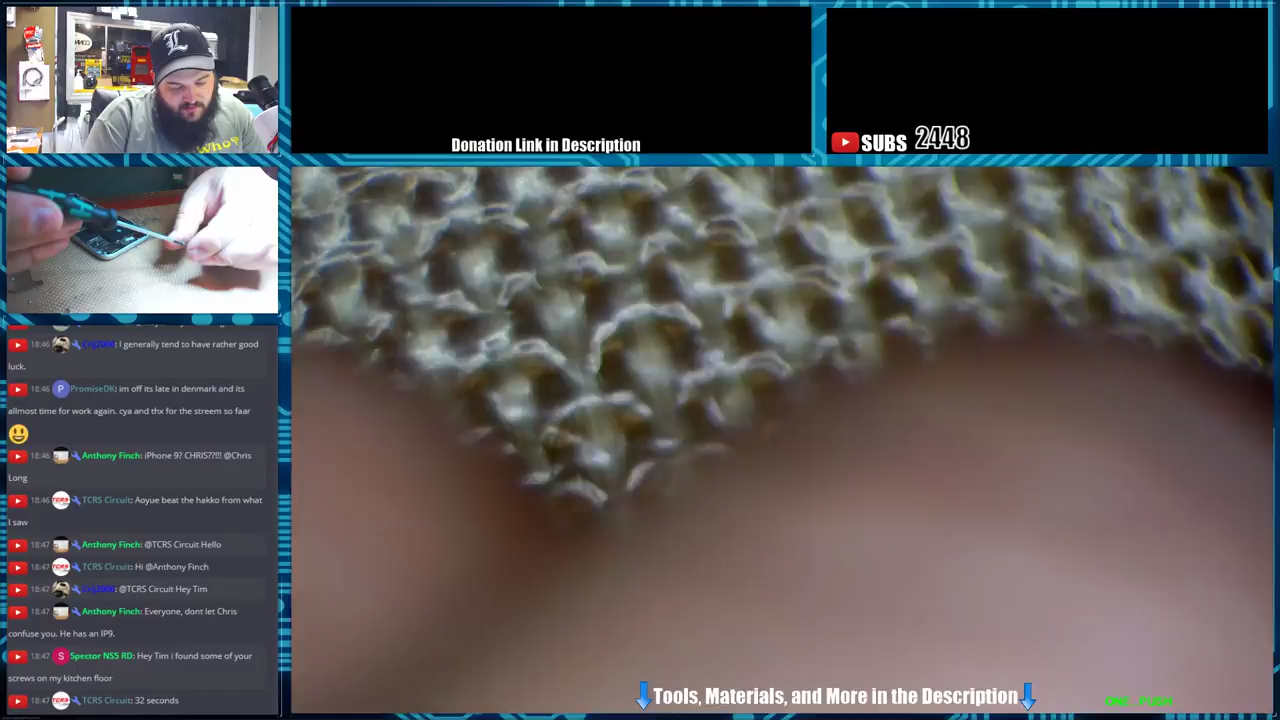 Donation Link in Description
SUBS 2448
L
Who?
18:46 I generally tend to have rather good
luck.
18:46 P PromiseDK: im off its late in denmark and its
allmost time for work again. cya and thx for the streem so faar
18:46 Anthony Finch: iPhone 9? CHRIS??!!! @Chris
Long
18:46 TCRS TCRS Circuit: Aoyue beat the hakko from what
I saw
18:47 Anthony Finch: @TCRS Circuit Hello
18:47 TCRS TCRS Circuit: Hi @Anthony Finch
18:47 @TCRS Circuit Hey Tim
18:47 Anthony Finch: Everyone, dont let Chris
confuse you. He has an IP9.
18:47 S Spector NS5 RD: Hey Tim i found some of your
screws on my kitchen floor
18:47 TCRS TCRS Circuit: 32 seconds
Tools, Materials, and More in the Description
ONE PUSH